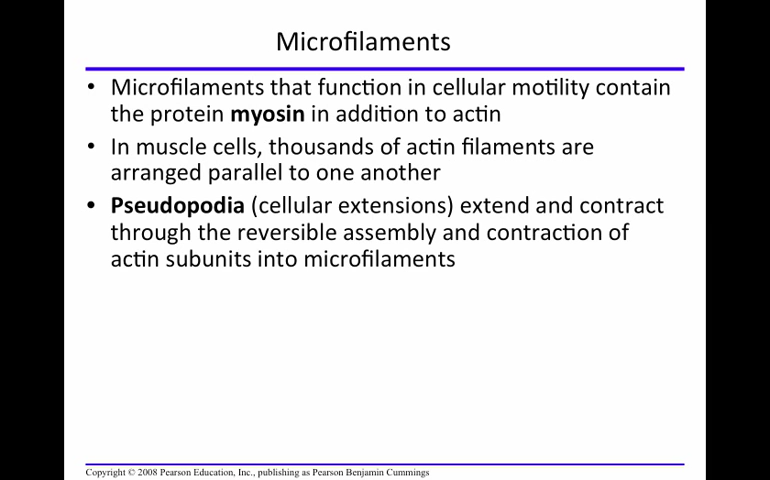 Microfilaments
• Microfilaments that function in cellular motility contain
the protein myosin in addition to actin
• In muscle cells, thousands of actin filaments are
arranged parallel to one another
• Pseudopodia (cellular extensions) extend and contract
through the reversible assembly and contraction of
actin subunits into microfilaments
Copyright © 2008 Pearson Education, Inc., publishing as Pearson Benjamin Cummings